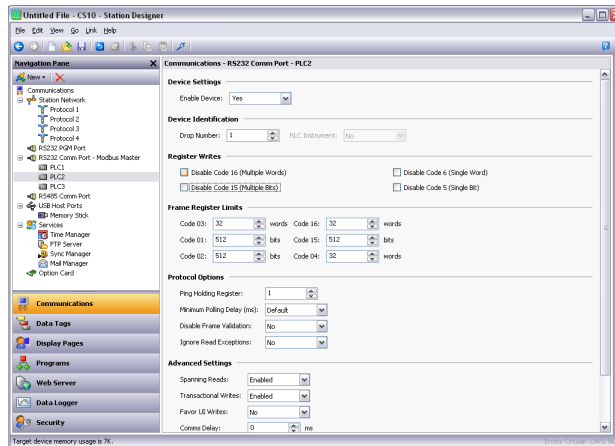 Untitled File - CS10 - Station Designer
File Edit View Go Link Help
Navigation Pane
New
Communications
Station Network
Protocol 1
Protocol 2
Protocol 3
Protocol 4
RS232 PGM Port
RS232 Comm Port - Modbus Master
PLC1
PLC2
PLC3
RS485 Comm Port
USB Host Ports
Memory Stick
Services
Time Manager
FTP Server
Sync Manager
Mail Manager
Option Card
Communications
Data Tags
Display Pages
Programs
Web Server
Data Logger
Security
Communications - RS232 Comm Port - PLC2
Device Settings
Enable Device: Yes
Device Identification
Drop Number: 1 RLC Instrument: No
Register Writes
Disable Code 16 (Multiple Words) Disable Code 6 (Single Word)
Disable Code 15 (Multiple Bits) Disable Code 5 (Single Bit)
Frame Register Limits
Code 03: 32 words Code 16: 32 words
Code 01: 512 bits Code 15: 512 bits
Code 02: 512 bits Code 04: 32 words
Protocol Options
Ping Holding Register: 1
Minimum Polling Delay (ms): Default
Disable Frame Validation: No
Ignore Read Exceptions: No
Advanced Settings
Spanning Reads: Enabled
Transactional Writes: Enabled
Favor UI Writes: No
Comms Delay: 0 ms
Target device memory usage is 7K.
Errors Circular CAPS